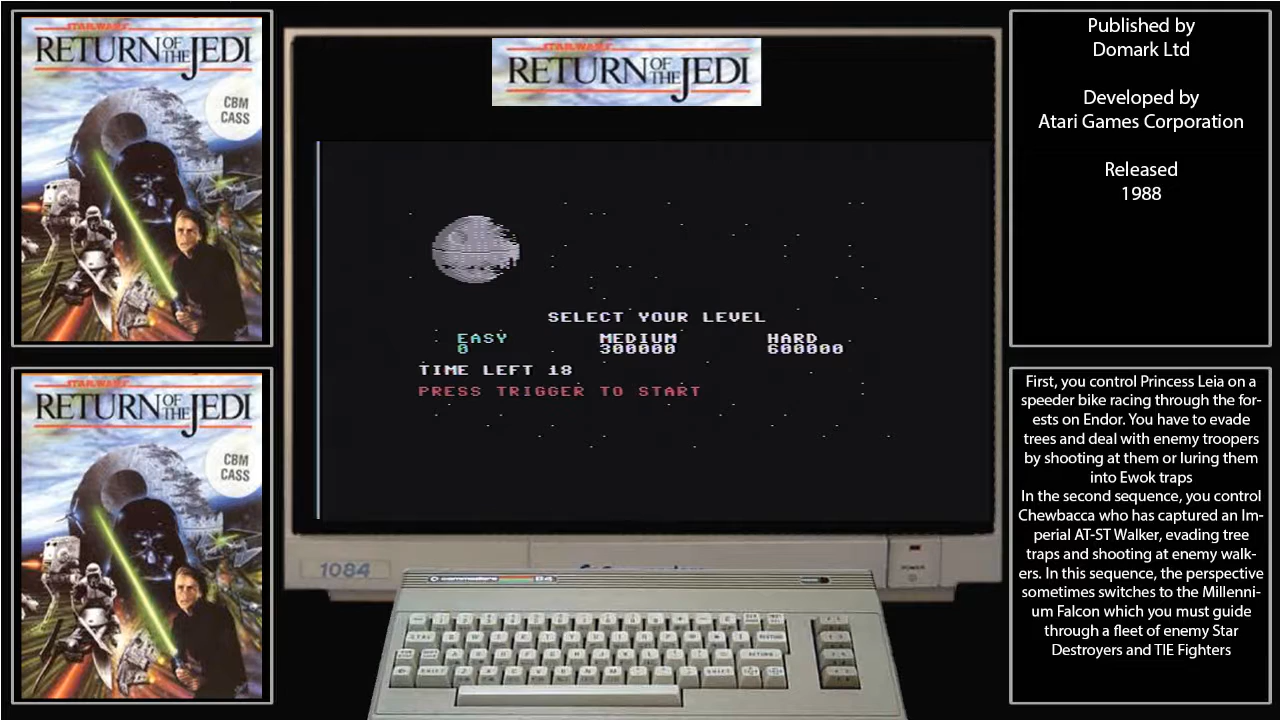 STAR WARS
RETURN OF THE JEDI
CBM
CASS
STAR WARS
RETURN OF THE JEDI
CBM
CASS
STAR WARS
RETURN OF THE JEDI
SELECT YOUR LEVEL
EASY MEDIUM HARD
0 300000 600000
TIME LEFT 18
PRESS TRIGGER TO START
1084
POWER
commodore 64
Published by
Domark Ltd
Developed by
Atari Games Corporation
Released
1988
First, you control Princess Leia on a
speeder bike racing through the for-
ests on Endor. You have to evade
trees and deal with enemy troopers
by shooting at them or luring them
into Ewok traps
In the second sequence, you control
Chewbacca who has captured an Im-
perial AT-ST Walker, evading tree
traps and shooting at enemy walk-
ers. In this sequence, the perspective
sometimes switches to the Millenni-
um Falcon which you must guide
through a fleet of enemy Star
Destroyers and TIE Fighters